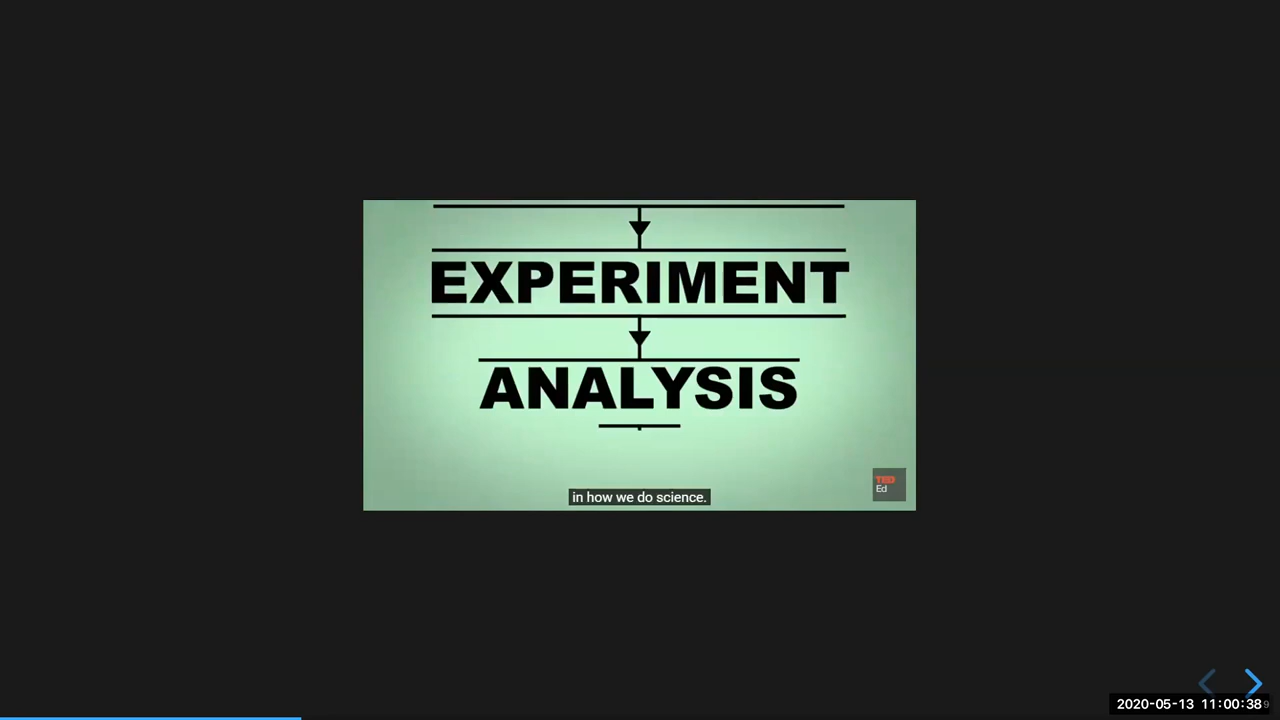 EXPERIMENT
ANALYSIS
in how we do science.
TED
Ed
2020-05-13 11:00:38